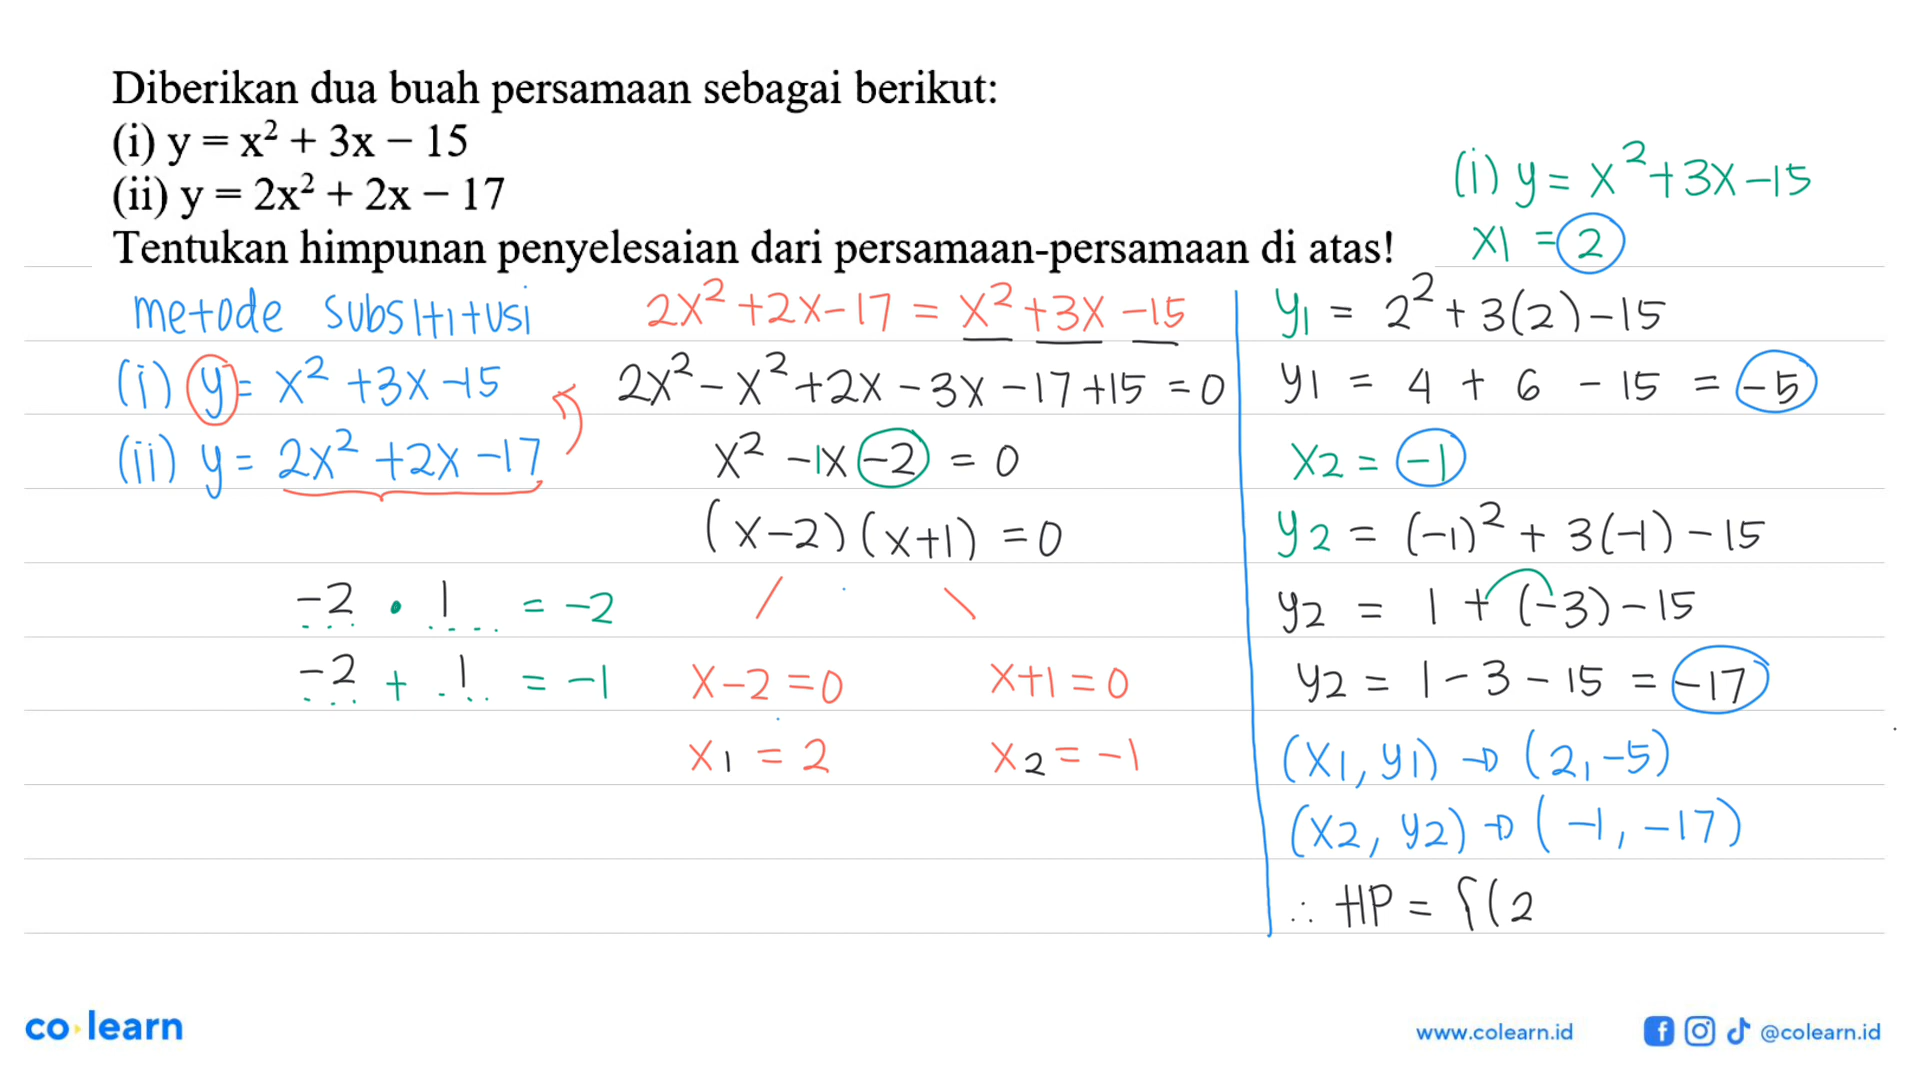 Diberikan dua buah persamaan sebagai berikut:
(i) y = x² + 3x − 15
(ii) y = 2x² + 2x − 17
Tentukan himpunan penyelesaian dari persamaan-persamaan di atas!
metode substitusi
(i) y = x² + 3x - 15
(ii) y = 2x² + 2x - 17
-2 • 1 = -2
-2 + 1 = -1
2x² + 2x - 17 = x² + 3x - 15
2x² - x² + 2x - 3x - 17 + 15 = 0
x² - 1x - 2 = 0
(x-2)(x+1) = 0
x-2 = 0 x+1 = 0
x1 = 2 x2 = -1
(i) y = x² + 3x - 15
x1 = 2
y1 = 2² + 3(2) - 15
y1 = 4 + 6 - 15 = -5
x2 = -1
y2 = (-1)² + 3(-1) - 15
y2 = 1 + (-3) - 15
y2 = 1 - 3 - 15 = -17
(x1, y1) → (2, -5)
(x2, y2) → (-1, -17)
∴ HP = {(2
co learn
www.colearn.id @colearn.id